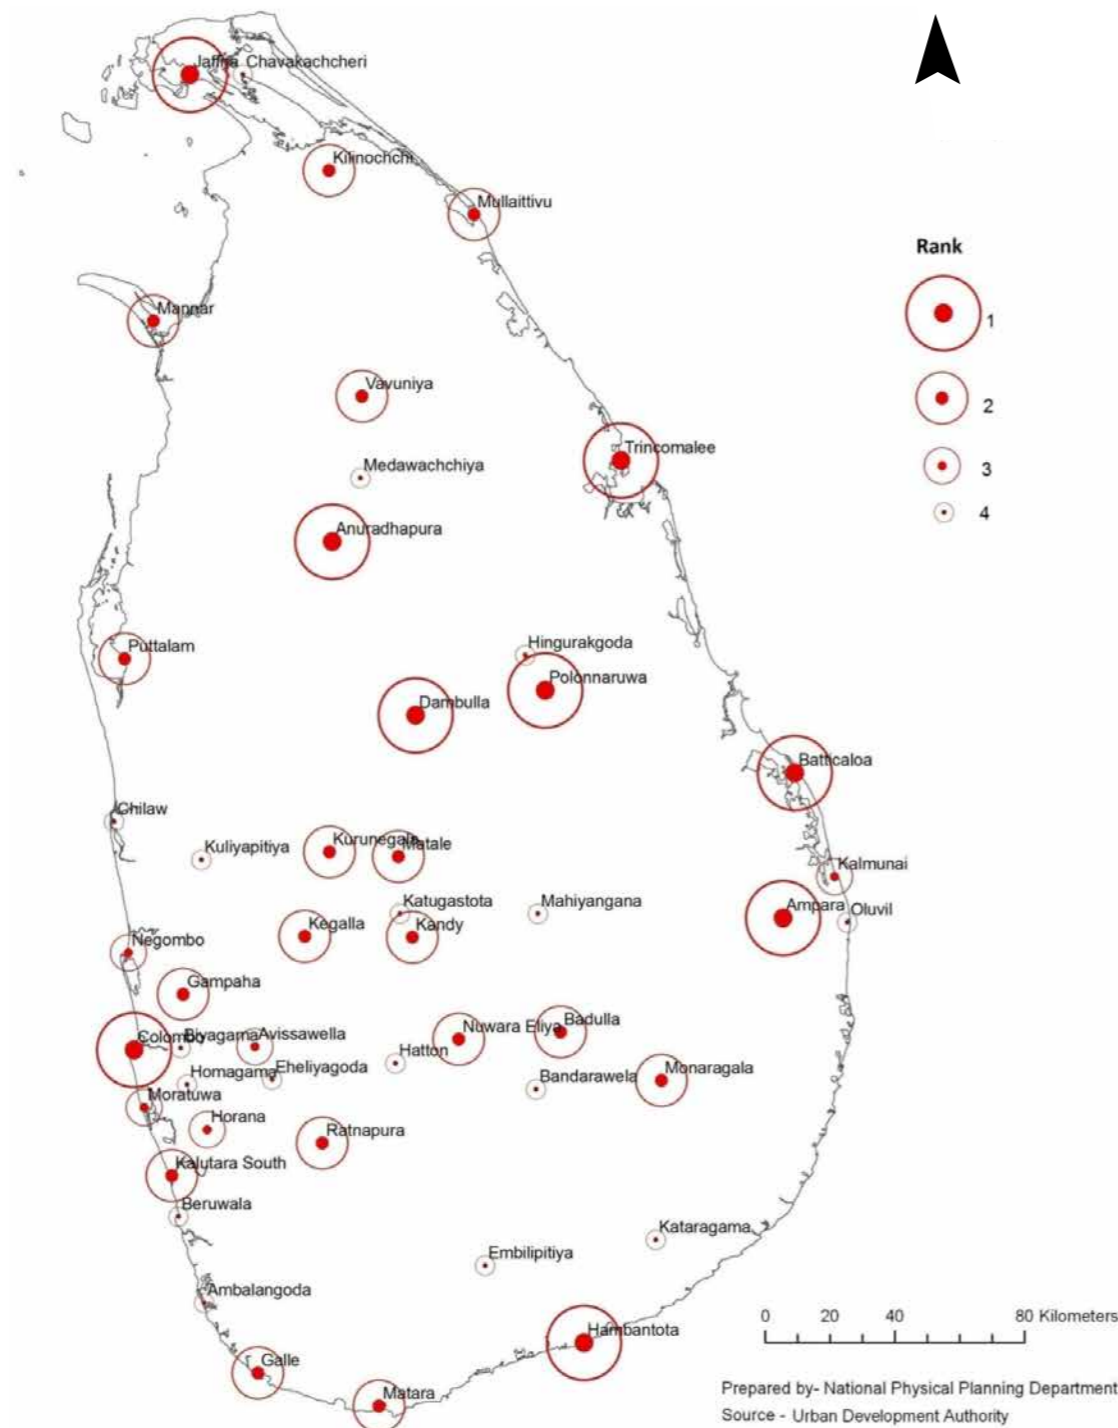 Jaffna Chavakachcheri
Kilinochchi
Mullaittivu
Rank
1
Mannar
2
Vavuniya
Trincomalee
Medawachchiya
3
4
Anuradhapura
Puttalam
Hingurakgoda
Polonnaruwa
Dambulla
Batticaloa
Chilaw
Kuliyapitiya
Kurunegala
Matale
Kalmunai
Katugastota
Mahiyangana
Ampara
Oluvil
Kegalla
Kandy
Negombo
Gampaha
Colombo
Biyagama
Avissawella
Nuwara Eliya
Badulla
Hatton
Homagama
Eheliyagoda
Bandarawela
Monaragala
Moratuwa
Horana
Ratnapura
Kalutara South
Beruwala
Kataragama
Embilipitiya
Ambalangoda
Hambantota
0 20 40 80 Kilometers
Galle
Matara
Prepared by- National Physical Planning Department
Source - Urban Development Authority